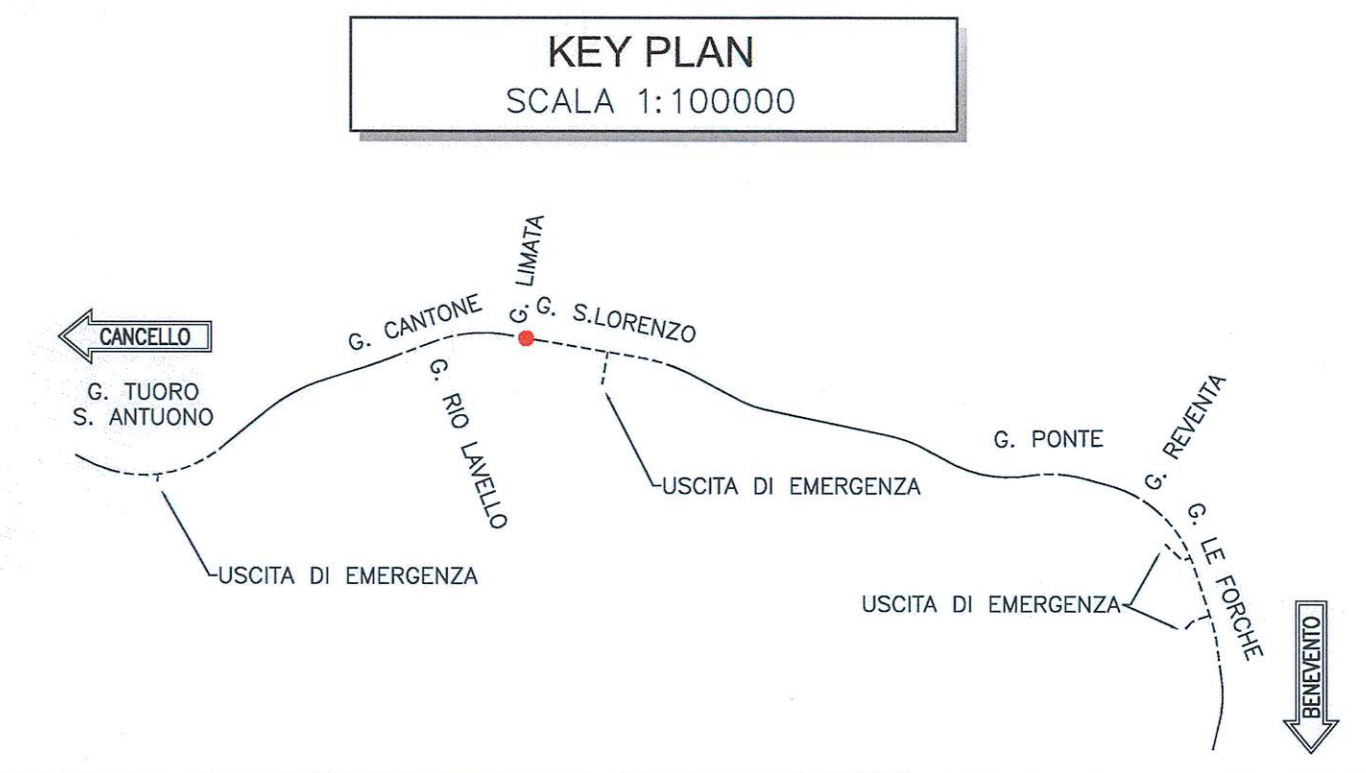 KEY PLAN
SCALA 1:100000
CANCELLO
G. TUORO
S. ANTUONO
G. CANTONE
G. RIO LAVELLO
G. LIMATA
G. S.LORENZO
USCITA DI EMERGENZA
USCITA DI EMERGENZA
G. PONTE
G. REVENTA
G. LE FORCHE
USCITA DI EMERGENZA
BENEVENTO